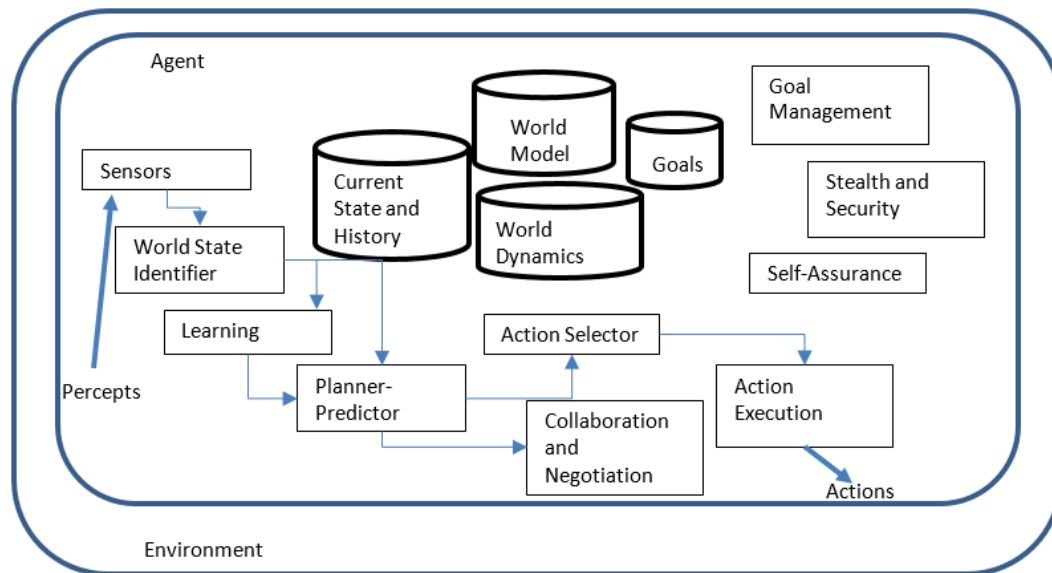 Agent
Sensors
World State
Identifier
Learning
Percepts
Planner-
Predictor
Current
State and
History
World
Model
World
Dynamics
Goals
Goal
Management
Stealth and
Security
Self-Assurance
Action Selector
Collaboration
and
Negotiation
Action
Execution
Actions
Environment